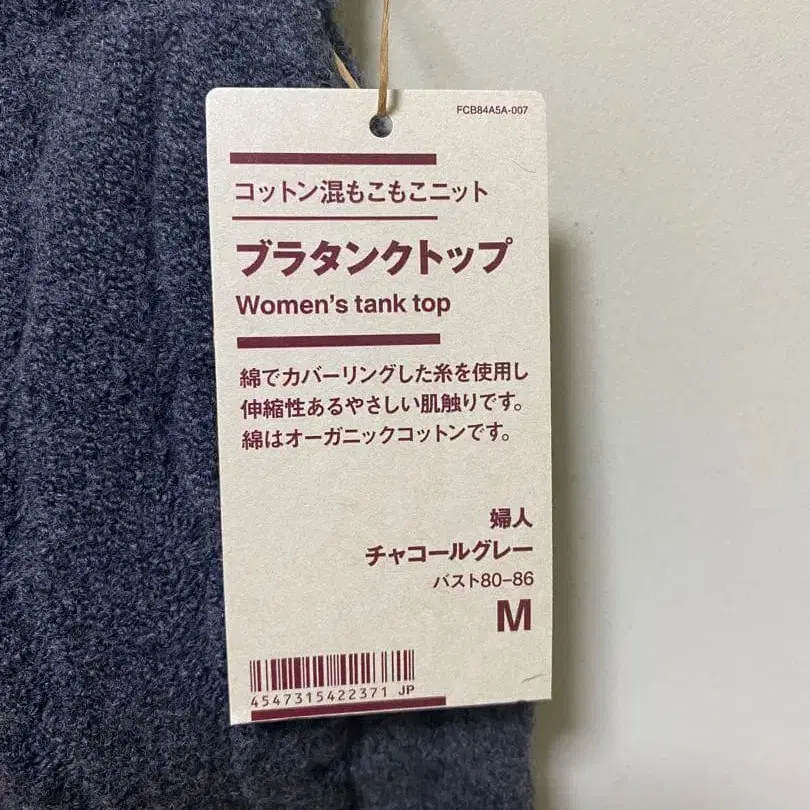 FCB84A5A-007
コットン混もこもこニット
ブラタンクトップ
Women's tank top
綿でカバーリングした糸を使用し
伸縮性あるやさしい肌触りです。
綿はオーガニックコットンです。
婦人
チャコールグレー
バスト80-86
M
4547315422371 JP